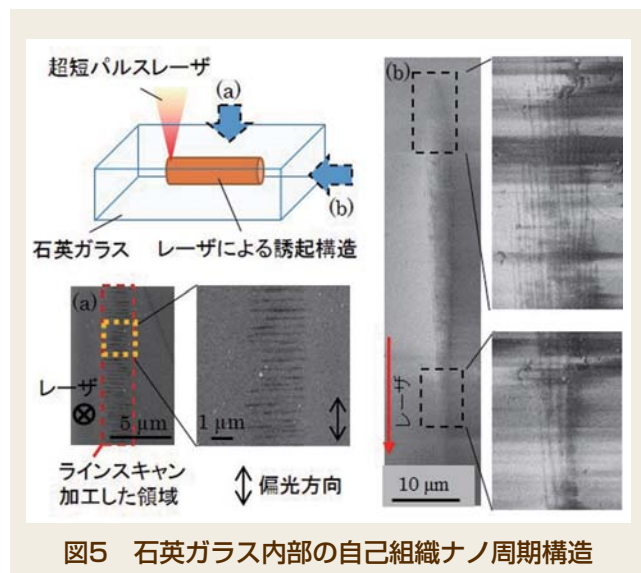 超短パルスレーザ
(a)
(b)
石英ガラス
レーザによる誘起構造
(a)
レーザ
5 μm
1 μm
ラインスキャン
加工した領域
偏光方向
(b)
レーザ
10 μm
図5 石英ガラス内部の自己組織ナノ周期構造